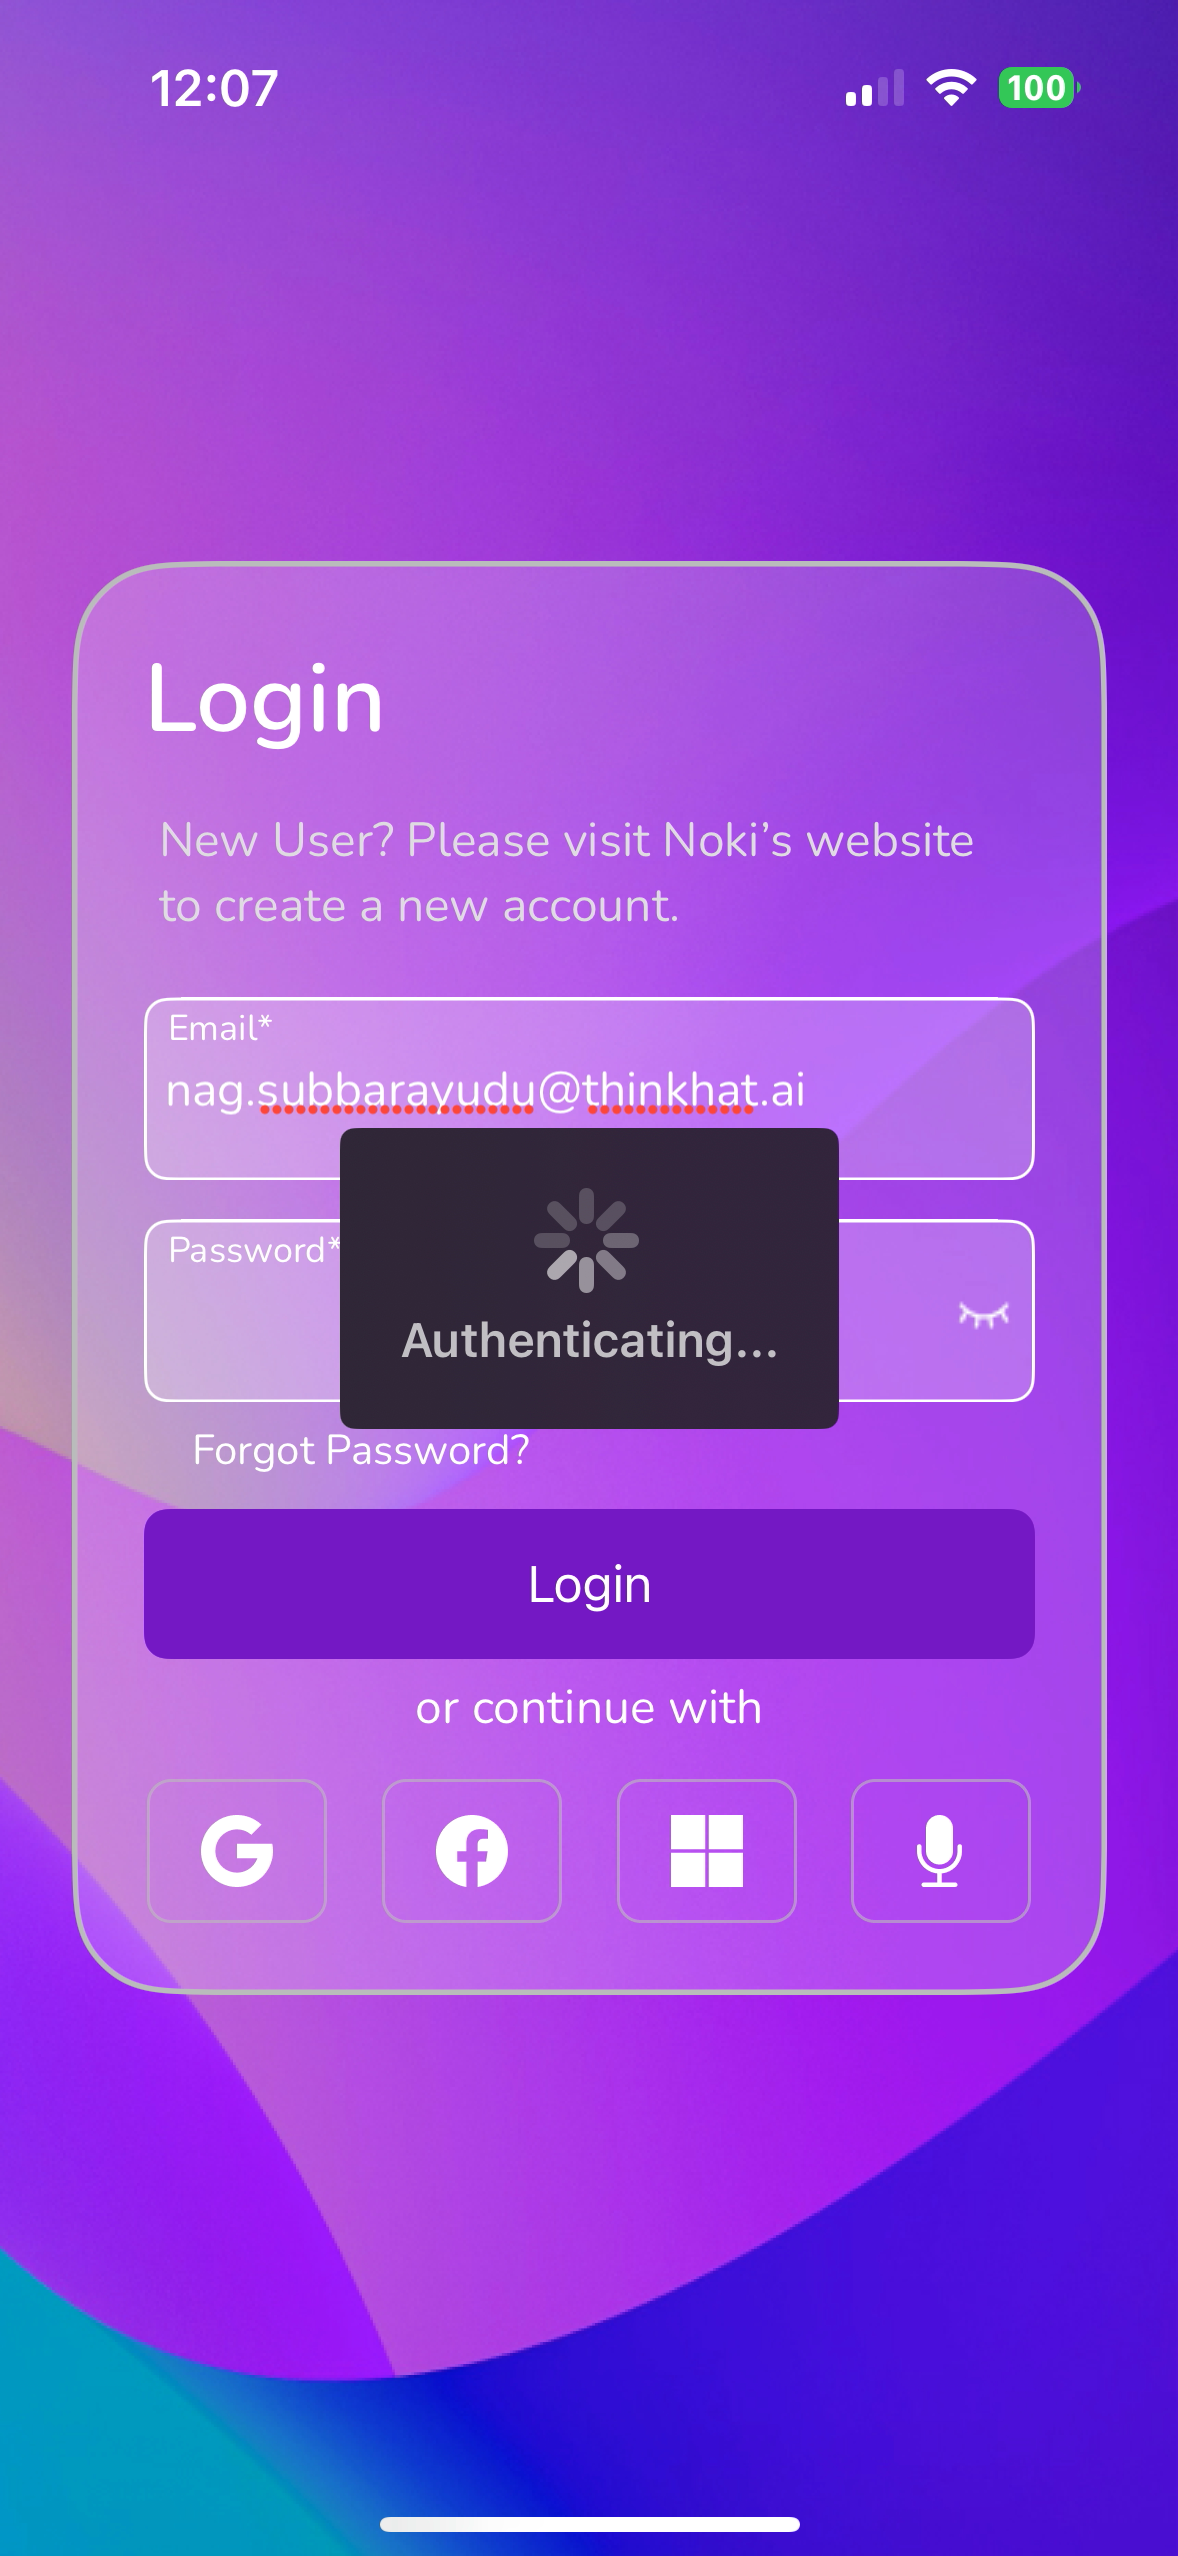 12:07
100
Login
New User? Please visit Noki’s website
to create a new account.
Email*
nag.subbarayudu@thinkhat.ai
Password*
Authenticating...
Forgot Password?
Login
or continue with